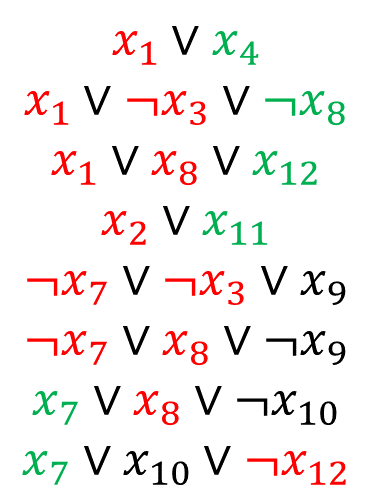 x₁ ∨ x₄
x₁ ∨ ¬x₃ ∨ ¬x₈
x₁ ∨ x₈ ∨ x₁₂
x₂ ∨ x₁₁
¬x₇ ∨ ¬x₃ ∨ x₉
¬x₇ ∨ x₈ ∨ ¬x₉
x₇ ∨ x₈ ∨ ¬x₁₀
x₇ ∨ x₁₀ ∨ ¬x₁₂